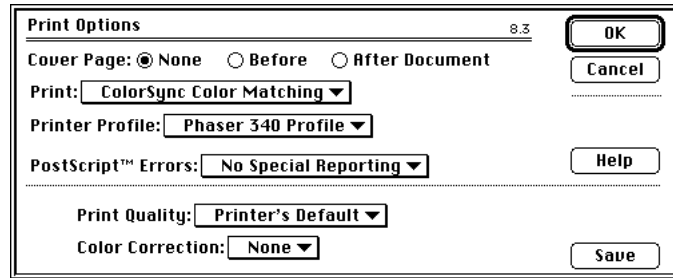 Print Options 8.3 OK
Cover Page: None Before After Document Cancel
Print: ColorSync Color Matching
Printer Profile: Phaser 340 Profile
PostScript™ Errors: No Special Reporting Help
Print Quality: Printer's Default
Color Correction: None Save